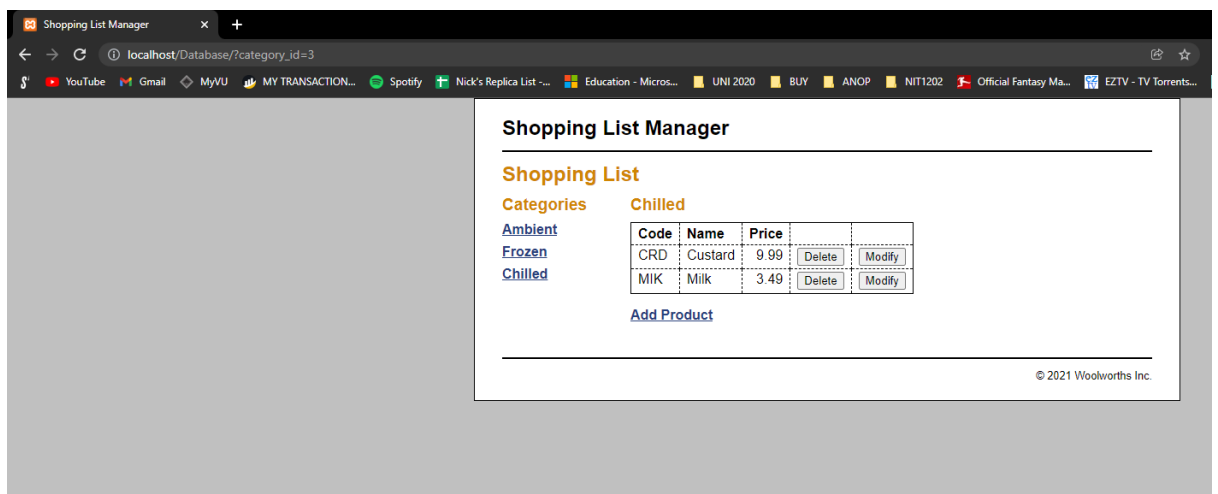 Shopping List Manager
localhost/Database/?category_id=3
YouTube Gmail MyVU MY TRANSACTION... Spotify Nick's Replica List -... Education - Micros... UNI 2020 BUY ANOP NIT1202 Official Fantasy Ma... EZTV - TV Torrents...
Shopping List Manager
Shopping List
Categories
Ambient
Frozen
Chilled
Chilled
Code Name Price
CRD Custard 9.99 Delete Modify
MIK Milk 3.49 Delete Modify
Add Product
© 2021 Woolworths Inc.